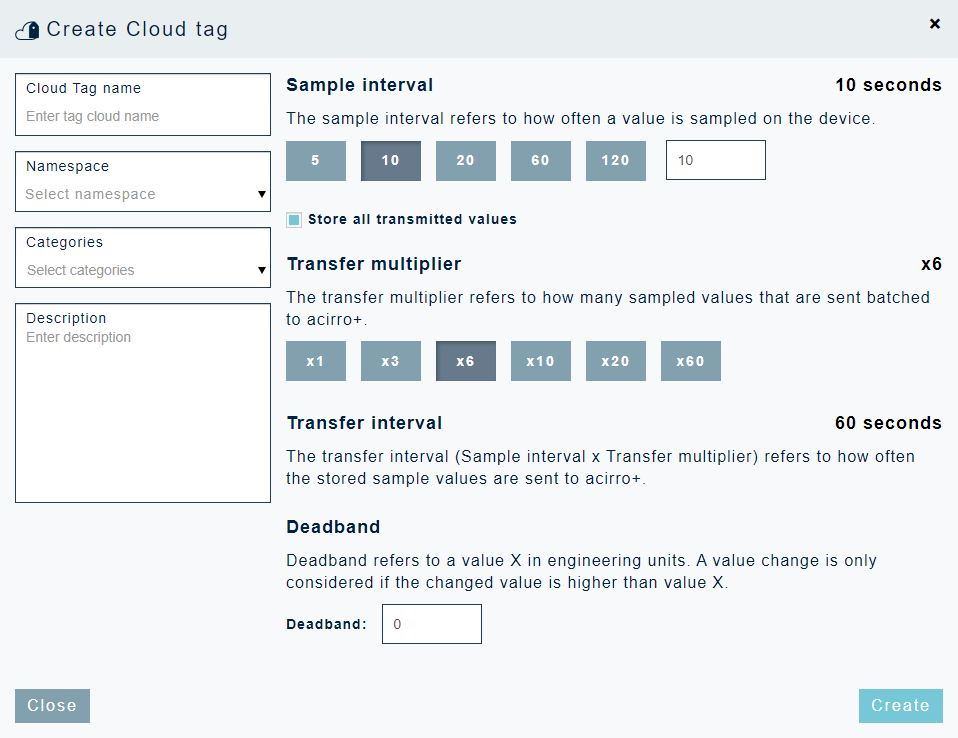 Create Cloud tag
×
Cloud Tag name
Enter tag cloud name
Namespace
Select namespace
Categories
Select categories
Description
Enter description
Sample interval 10 seconds
The sample interval refers to how often a value is sampled on the device.
5 10 20 60 120 10
Store all transmitted values
Transfer multiplier x6
The transfer multiplier refers to how many sampled values that are sent batched
to acirro+.
x1 x3 x6 x10 x20 x60
Transfer interval 60 seconds
The transfer interval (Sample interval x Transfer multiplier) refers to how often
the stored sample values are sent to acirro+.
Deadband
Deadband refers to a value X in engineering units. A value change is only
considered if the changed value is higher than value X.
Deadband: 0
Close Create